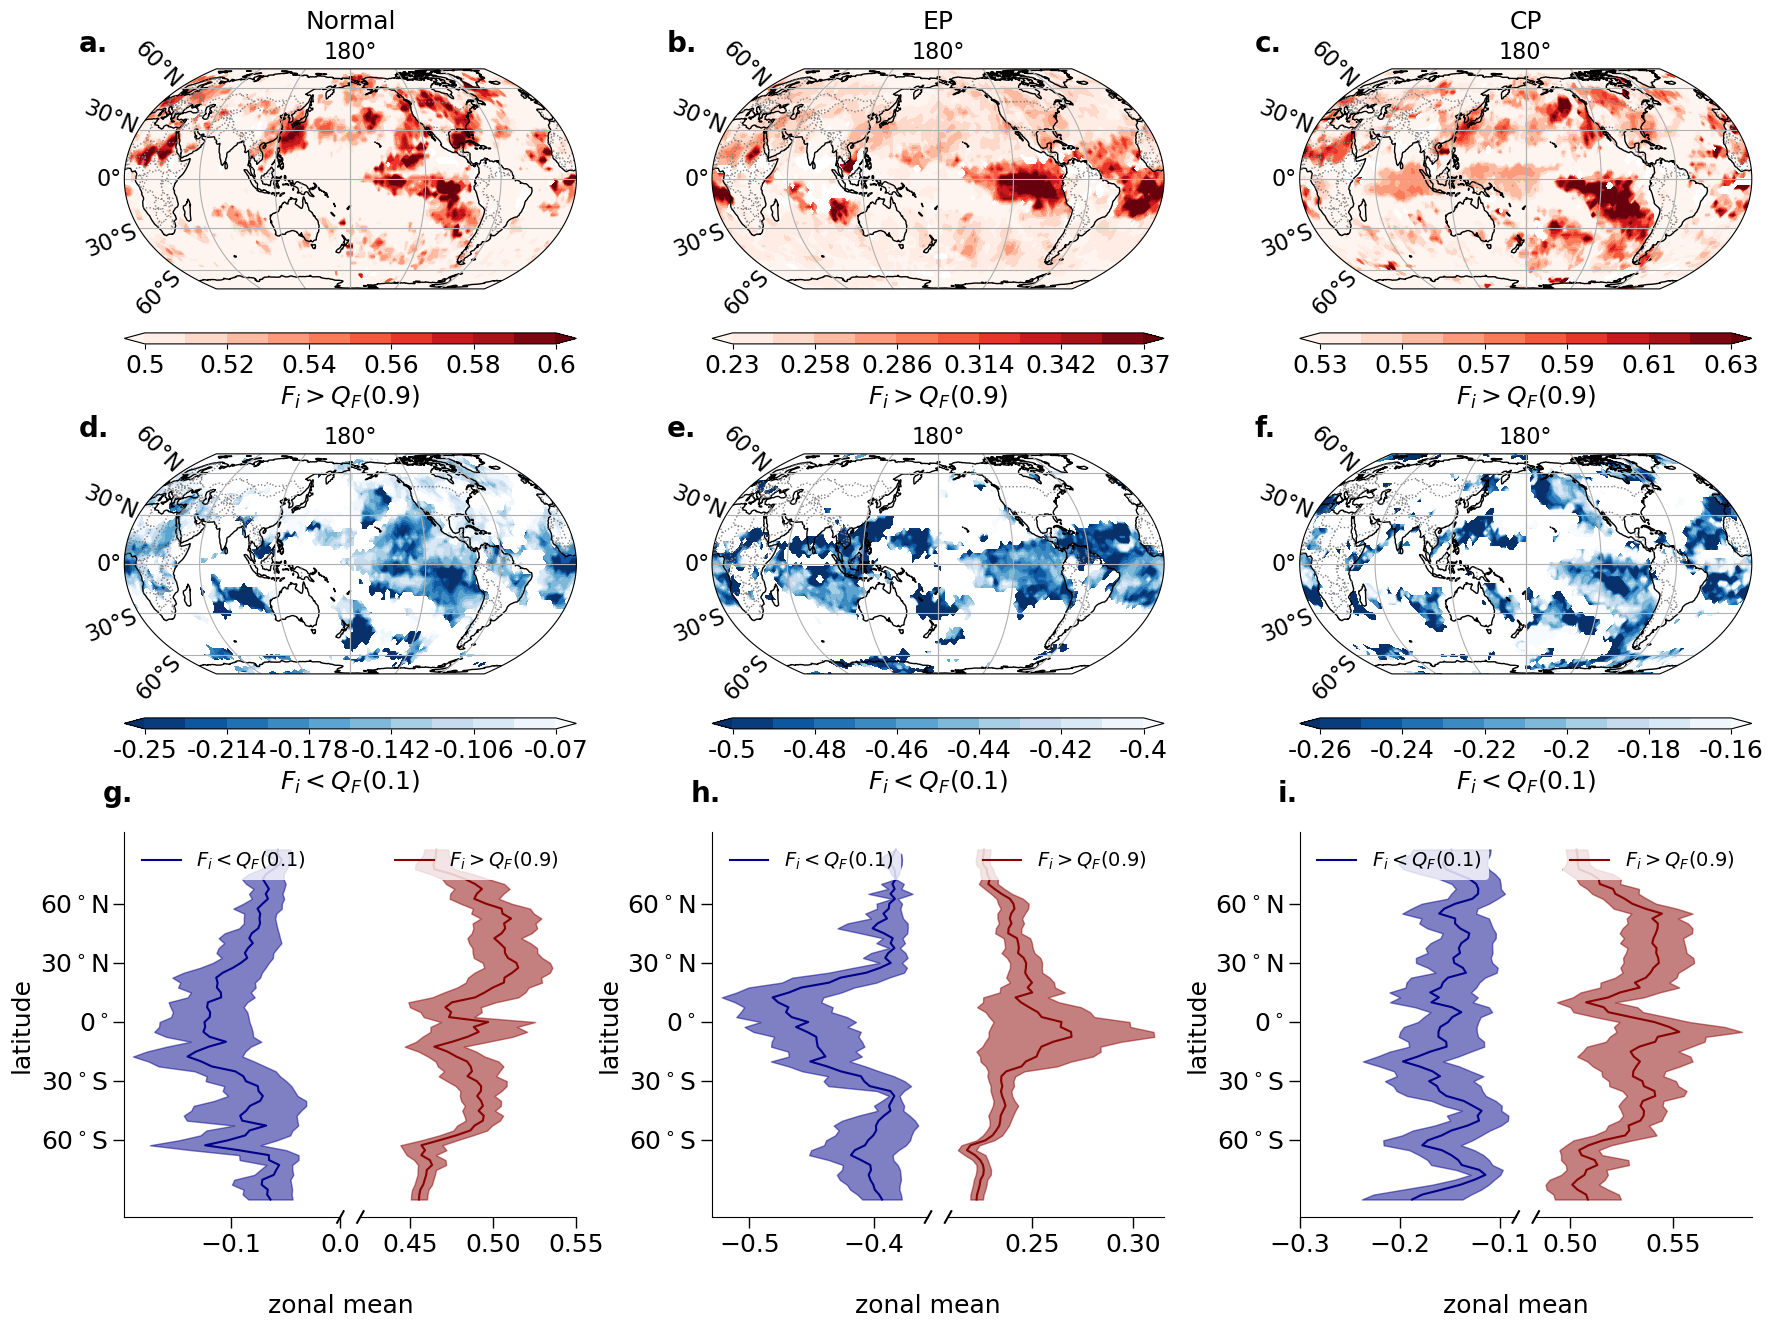 Normal EP CP
a. b. c.
180° 180° 180°
60°N 60°N 60°N
30°N 30°N 30°N
0° 0° 0°
30°S 30°S 30°S
60°S 60°S 60°S
0.5 0.52 0.54 0.56 0.58 0.6 0.23 0.258 0.286 0.314 0.342 0.37 0.53 0.55 0.57 0.59 0.61 0.63
F_i > Q_F(0.9) F_i > Q_F(0.9) F_i > Q_F(0.9)
d. e. f.
180° 180° 180°
60°N 60°N 60°N
30°N 30°N 30°N
0° 0° 0°
30°S 30°S 30°S
60°S 60°S 60°S
-0.25 -0.214 -0.178 -0.142 -0.106 -0.07 -0.5 -0.48 -0.46 -0.44 -0.42 -0.4 -0.26 -0.24 -0.22 -0.2 -0.18 -0.16
F_i < Q_F(0.1) F_i < Q_F(0.1) F_i < Q_F(0.1)
g. h. i.
F_i < Q_F(0.1) F_i > Q_F(0.9) F_i < Q_F(0.1) F_i > Q_F(0.9) F_i < Q_F(0.1) F_i > Q_F(0.9)
60°N 60°N 60°N
30°N 30°N 30°N
0° 0° 0°
30°S 30°S 30°S
60°S 60°S 60°S
latitude latitude latitude
−0.1 0.0 0.45 0.50 0.55 −0.5 −0.4 0.25 0.30 −0.3 −0.2 −0.1 0.50 0.55
zonal mean zonal mean zonal mean